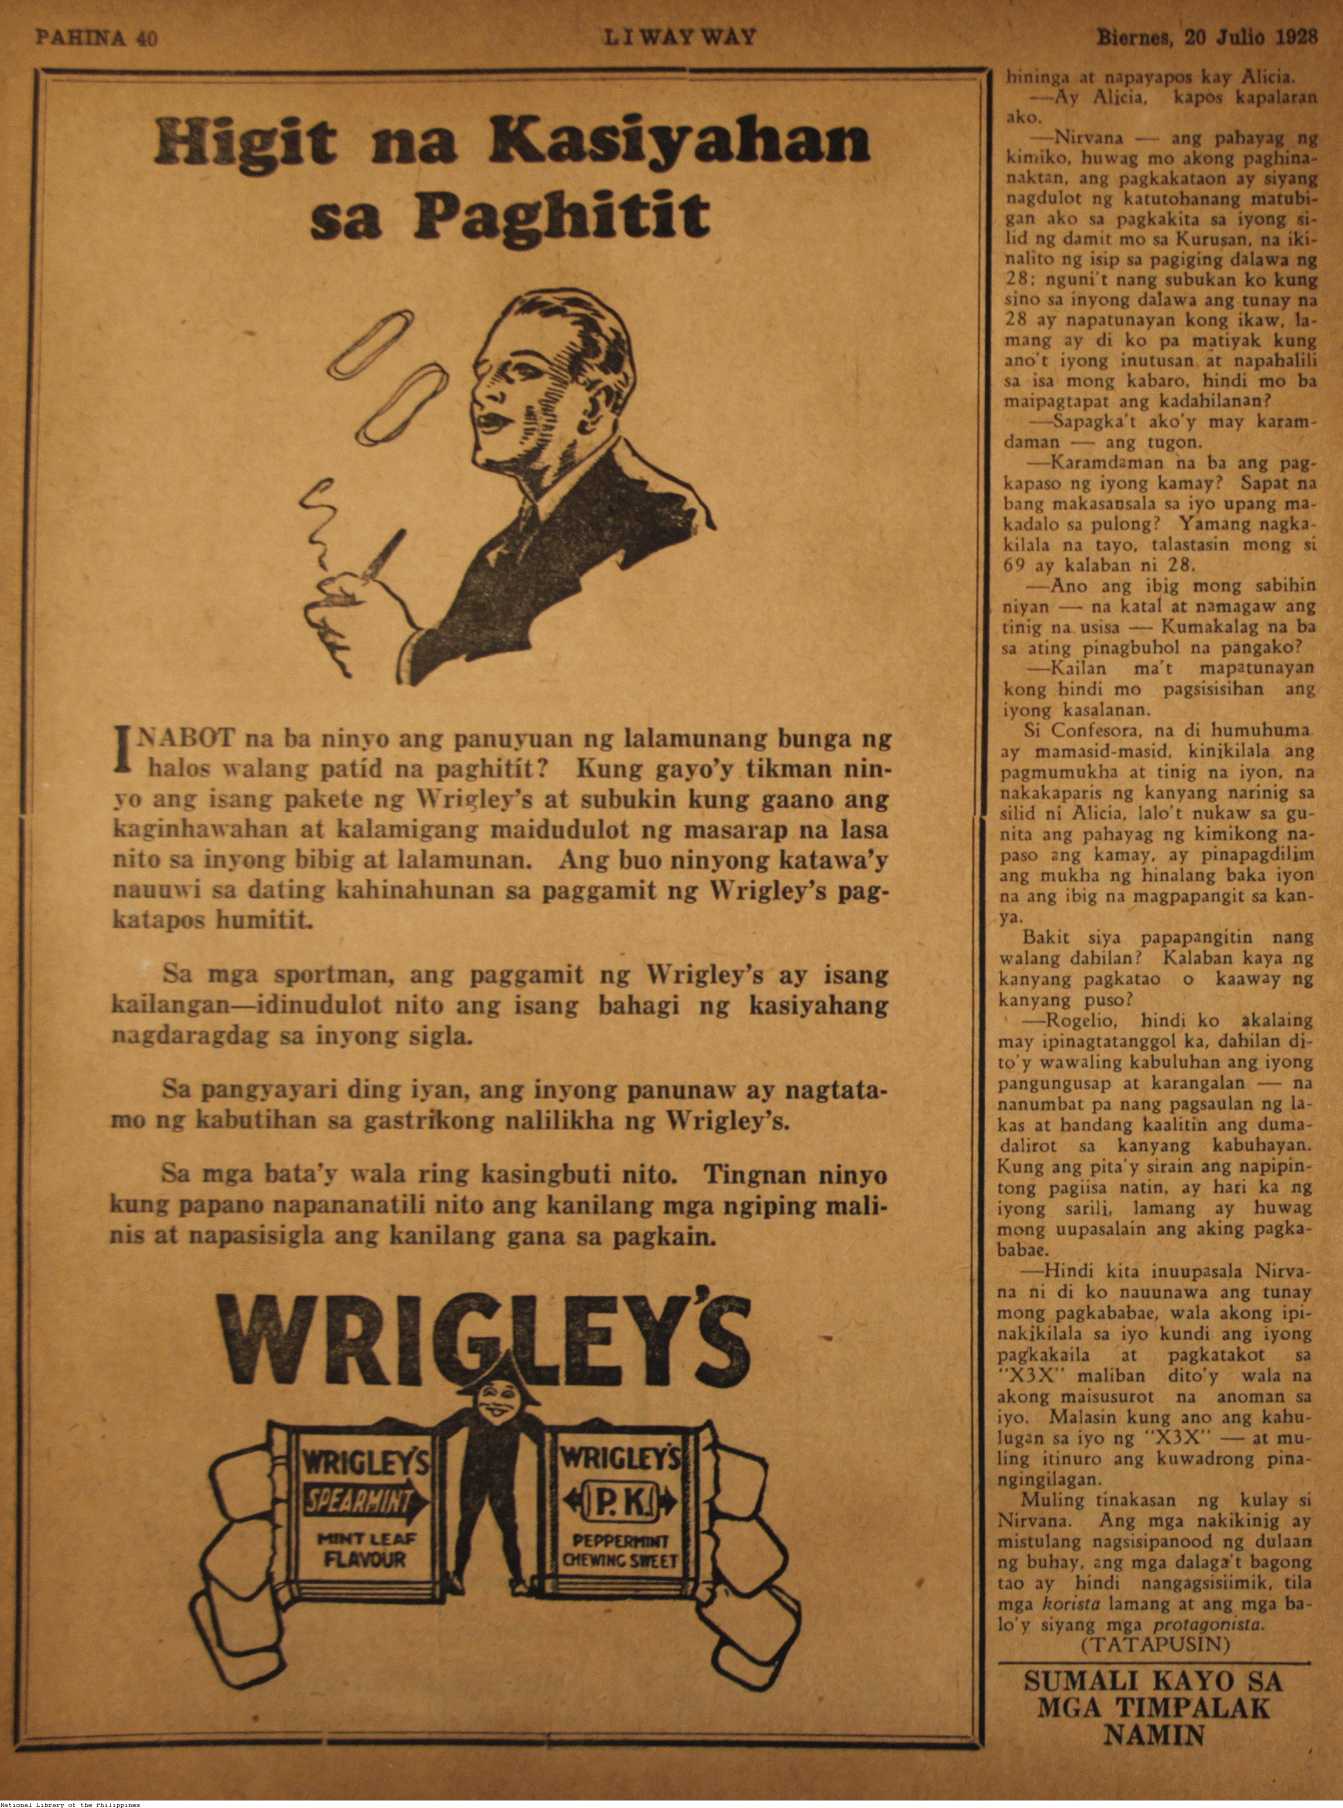 PAHINA 40
LIWAYWAY
Biernes, 20 Julio 1928
Higit na Kasiyahan
sa Paghitit
INABOT na ba ninyo ang panuyuan ng lalamunang bunga ng
halos walang patid na paghitit? Kung gayo'y tikman nin-
yo ang isang pakete ng Wrigley's at subukin kung gaano ang
kaginhawahan at kalamigang maidudulot ng masarap na lasa
nito sa inyong bibig at lalamunan. Ang buo ninyong katawa'y
nauuwi sa dating kahinahunan sa paggamit ng Wrigley's pag-
katapos humitit.
Sa mga sportman, ang paggamit ng Wrigley's ay isang
kailangan—idinudulot nito ang isang bahagi ng kasiyahang
nagdaragdag sa inyong sigla.
Sa pangyayari ding iyan, ang inyong panunaw ay nagtata-
mo ng kabutihan sa gastrikong nalilikha ng Wrigley's.
Sa mga bata'y wala ring kasingbuti nito. Tingnan ninyo
kung papano napananatili nito ang kanilang mga ngiping mali-
nis at napasisigla ang kanilang gana sa pagkain.
WRIGLEY'S
WRIGLEY'S
SPEARMINT
MINT LEAF
FLAVOUR
WRIGLEY'S
P.K.
PEPPERMINT
CHEWING SWEET
hininga at napayapos kay Alicia.
—Ay Alicia, kapos kapalaran
ako.
—Nirvana — ang pahayag ng
kimiko, huwag mo akong paghina-
naktan, ang pagkakataon ay siyang
nagdulot ng katutohanang matubi-
gan ako sa pagkakita sa iyong si-
lid ng damit mo sa Kurusan, na iki-
nalito ng isip sa pagiging dalawa ng
28; nguni't nang subukan ko kung
sino sa inyong dalawa ang tunay na
28 ay napatunayan kong ikaw, la-
mang ay di ko pa matiyak kung
ano't iyong inutusan at napahalili
sa isa mong kabaro, hindi mo ba
maipagtapat ang kadahilanan?
—Sapagka't ako'y may karam-
daman — ang tugon.
—Karamdaman na ba ang pag-
kapaso ng iyong kamay? Sapat na
bang makasansala sa iyo upang ma-
kadalo sa pulong? Yamang nagka-
kilala na tayo, talastasin mong si
69 ay kalaban ni 28.
—Ano ang ibig mong sabihin
niyan — na katal at namagaw ang
tinig na usisa — Kumakalag na ba
sa ating pinagbuhol na pangako?
—Kailan ma't mapatunayan
kong hindi mo pagsisisihan ang
iyong kasalanan.
Si Confesora, na di humuhuma
ay mamasid-masid, kinikilala ang
pagmumukha at tinig na iyon, na
nakakaparis ng kanyang narinig sa
silid ni Alicia, lalo't nukaw sa gu-
nita ang pahayag ng kimikong na-
paso ang kamay, ay pinapagdilim
ang mukha ng hinalang baka iyon
na ang ibig na magpapangit sa kan-
ya.
Bakit siya papapangitin nang
walang dahilan? Kalaban kaya ng
kanyang pagkatao o kaaway ng
kanyang puso?
—Rogelio, hindi ko akalaing
may ipinagtatanggol ka, dahilan di-
to'y wawaling kabuluhan ang iyong
pangungusap at karangalan — na
nanumbat pa nang pagsaulan ng la-
kas at handang kaalitin ang duma-
dalirot sa kanyang kabuhayan.
Kung ang pita'y sirain ang napipin-
tong pagiisa natin, ay hari ka ng
iyong sarili, lamang ay huwag
mong uupasalain ang aking pagka-
babae.
—Hindi kita inuupasala Nirva-
na ni di ko nauunawa ang tunay
mong pagkababae, wala akong ipi-
nakikilala sa iyo kundi ang iyong
pagkakaila at pagkatakot sa
"X3X" maliban dito'y wala na
akong maisusurot na anoman sa
iyo. Malasin kung ano ang kahu-
lugan sa iyo ng "X3X" — at mu-
ling itinuro ang kuwadrong pina-
ngingilagan.
Muling tinakasan ng kulay si
Nirvana. Ang mga nakikinig ay
mistulang nagsisipanood ng dulaan
ng buhay, ang mga dalaga't bagong
tao ay hindi nangagsisiimik, tila
mga korista lamang at ang mga ba-
lo'y siyang mga protagonista.
(TATAPUSIN)
SUMALI KAYO SA
MGA TIMPALAK
NAMIN
National Library of the Philippines